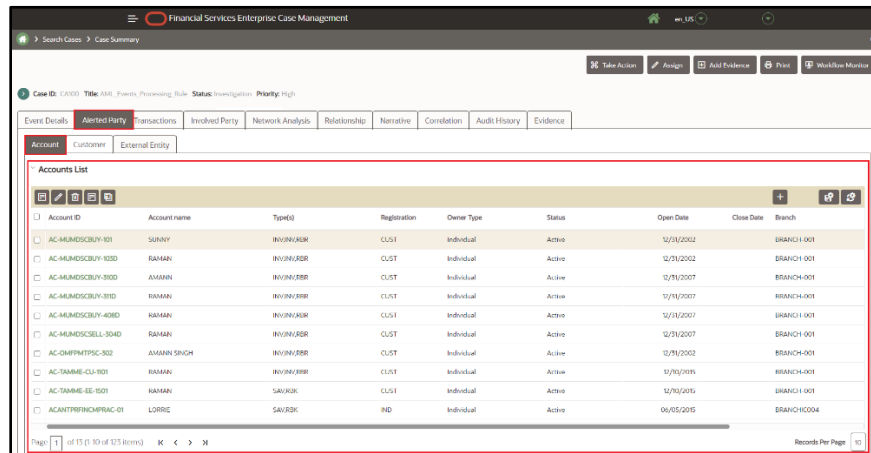 Financial Services Enterprise Case Management en_US
> Search Cases > Case Summary
Take Action Assign Add Evidence Print Workflow Monitor
Case ID: CA100 Title: AMI_Events_Processing_Rule Status: Investigation Priority: High
Event Details Alerted Party Transactions Involved Party Network Analysis Relationship Narrative Correlation Audit History Evidence
Account Customer External Entity
Accounts List
Account ID Account name Type(s) Registration Owner Type Status Open Date Close Date Branch
AC-MUMDSCBUY-101 SUNNY INV,INV,RBR CUST Individual Active 12/31/2002 BRANCH-001
AC-MUMDSCBUY-103D RAMAN INV,INV,RBR CUST Individual Active 12/31/2002 BRANCH-001
AC-MUMDSCBUY-310D AMANN INV,INV,RBR CUST Individual Active 12/31/2007 BRANCH-001
AC-MUMDSCBUY-311D RAMAN INV,INV,RBR CUST Individual Active 12/31/2007 BRANCH-001
AC-MUMDSCBUY-408D RAMAN INV,INV,RBR CUST Individual Active 12/31/2007 BRANCH-001
AC-MUMDSCSELL-304D RAMAN INV,INV,RBR CUST Individual Active 12/31/2007 BRANCH-001
AC-OMFPMTPSC-302 AMANN SINGH INV,INV,RBR CUST Individual Active 12/31/2002 BRANCH-001
AC-TAMME-CU-1101 RAMAN INV,INV,RBR CUST Individual Active 12/10/2015 BRANCH-001
AC-TAMME-EE-1501 RAMAN SAV,RBK CUST Individual Active 12/10/2015 BRANCH-001
ACANTPRFINCMPRAC-01 LORRIE SAV,RBK IND Individual Active 06/05/2015 BRANCHIC004
Page 1 of 13 (1-10 of 123 items) Records Per Page 10